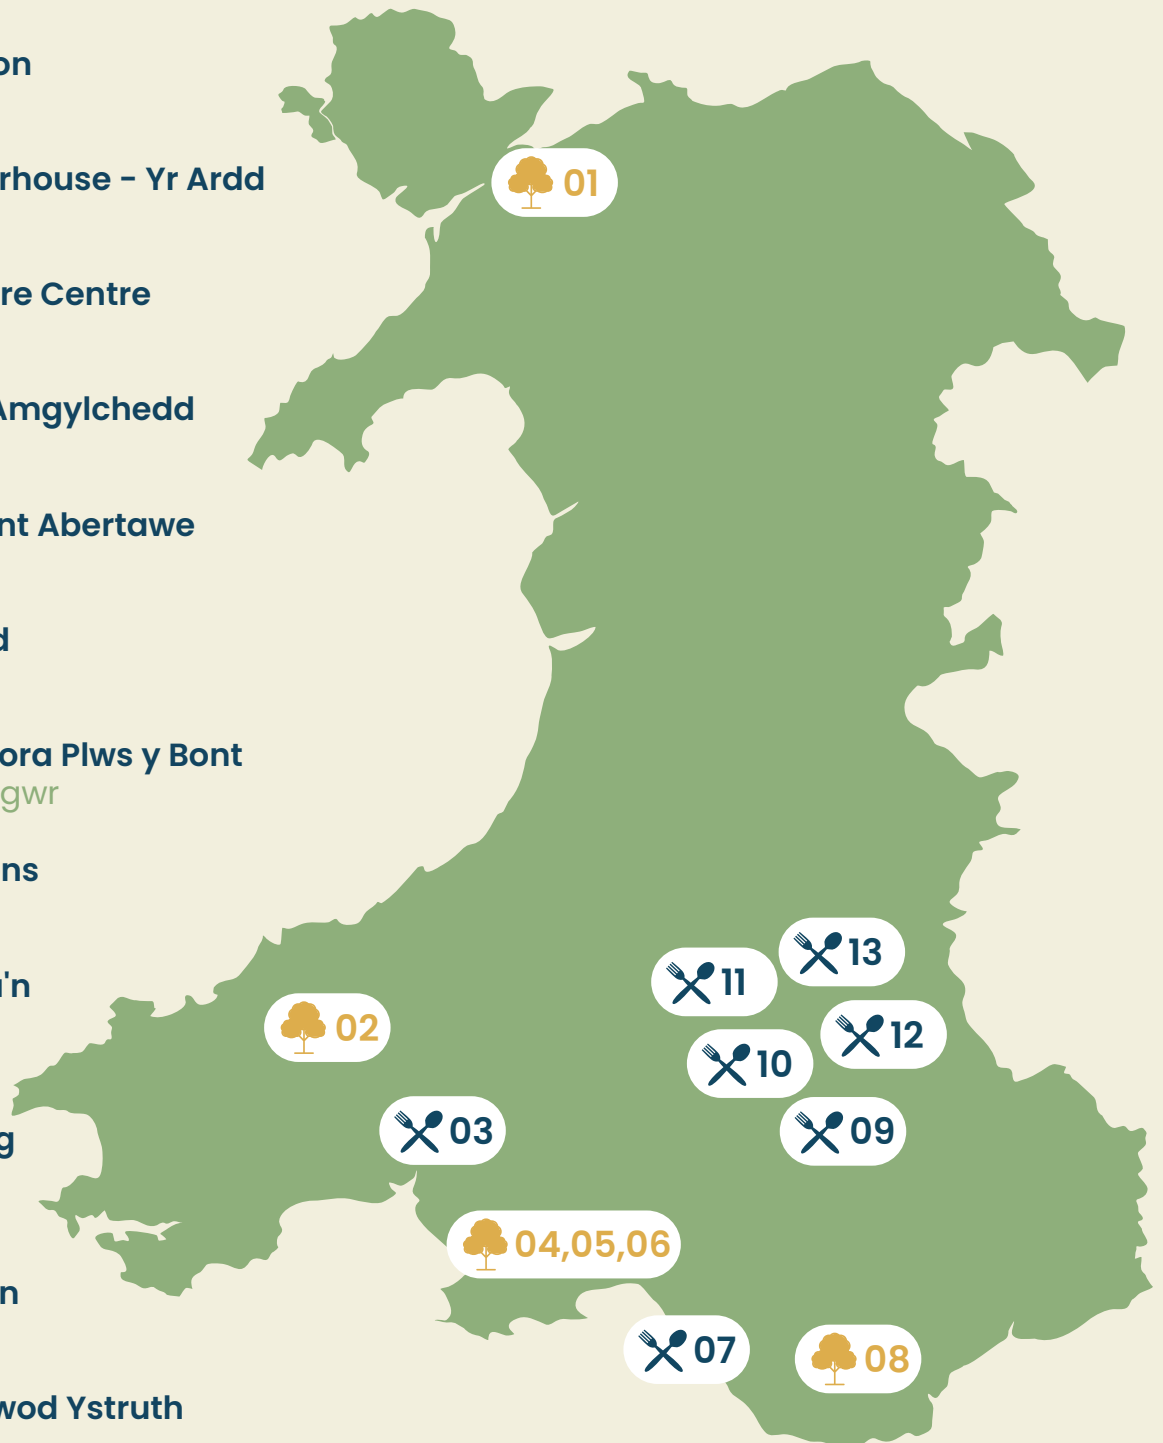 on
rhouse - Yr Ardd
re Centre
Amgylchedd
nt Abertawe
d
ora Plws y Bont
gwr
ns
'n
g
n
wod Ystruth
01
02
03
04,05,06
07
08
09
10
11
12
13